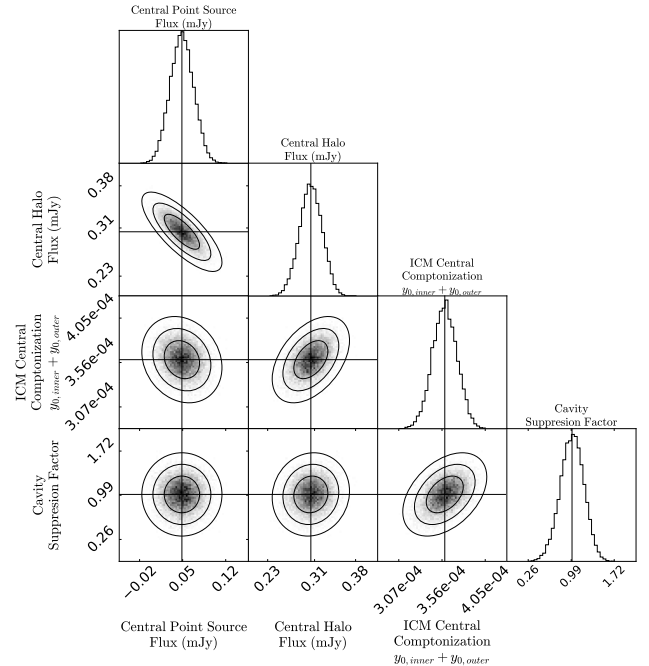 Central Point Source
Flux (mJy)
Central Halo
Flux (mJy)
0.38
0.31
0.23
Central Halo
Flux (mJy)
ICM Central
Comptonization
y0,inner + y0,outer
4.05e−04
3.56e−04
3.07e−04
ICM Central
Comptonization
y0,inner + y0,outer
Cavity
Suppresion Factor
1.72
0.99
0.26
Cavity
Suppresion Factor
−0.02 0.05 0.12 0.23 0.31 0.38 3.07e−04 3.56e−04 4.05e−04 0.26 0.99 1.72
Central Point Source
Flux (mJy)
Central Halo
Flux (mJy)
ICM Central
Comptonization
y0,inner + y0,outer